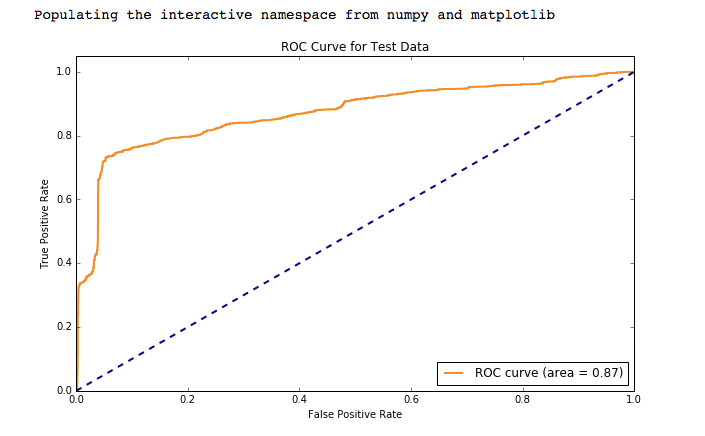 Populating the interactive namespace from numpy and matplotlib
ROC Curve for Test Data
1.0
0.8
0.6
0.4
0.2
0.0
True Positive Rate
ROC curve (area = 0.87)
0.0 0.2 0.4 0.6 0.8 1.0
False Positive Rate